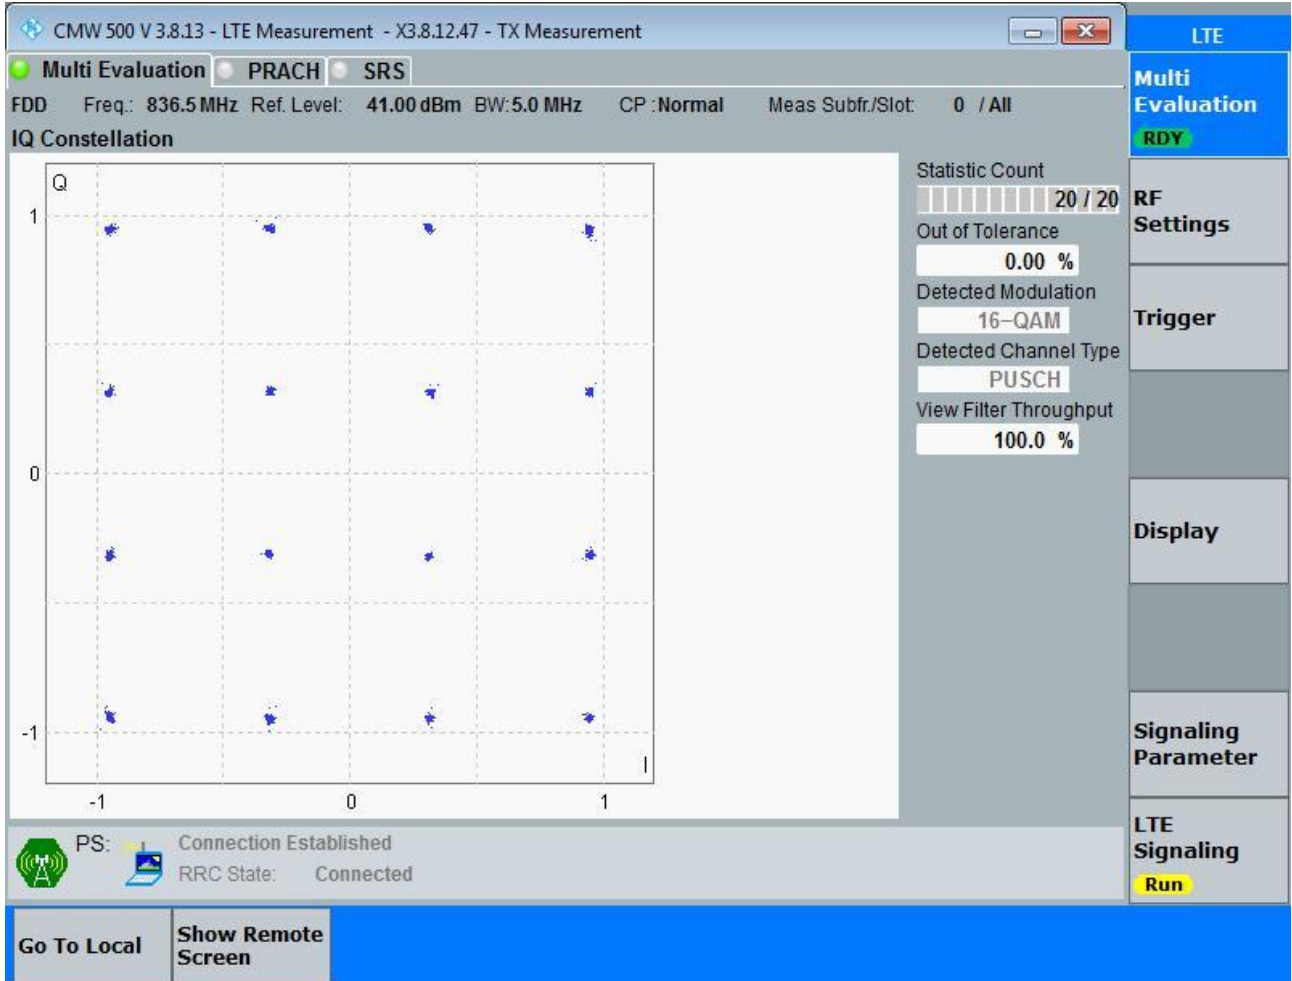 CMW 500 V 3.8.13 - LTE Measurement - X3.8.12.47 - TX Measurement
LTE
Multi Evaluation PRACH SRS
FDD Freq.: 836.5 MHz Ref. Level: 41.00 dBm BW: 5.0 MHz CP : Normal Meas Subfr./Slot: 0 / All
IQ Constellation
Q
1
0
-1
I
-1 0 1
Statistic Count
20 / 20
Out of Tolerance
0.00 %
Detected Modulation
16-QAM
Detected Channel Type
PUSCH
View Filter Throughput
100.0 %
Multi
Evaluation
RDY
RF
Settings
Trigger
Display
Signaling
Parameter
LTE
Signaling
Run
PS: Connection Established
RRC State: Connected
Go To Local
Show Remote
Screen